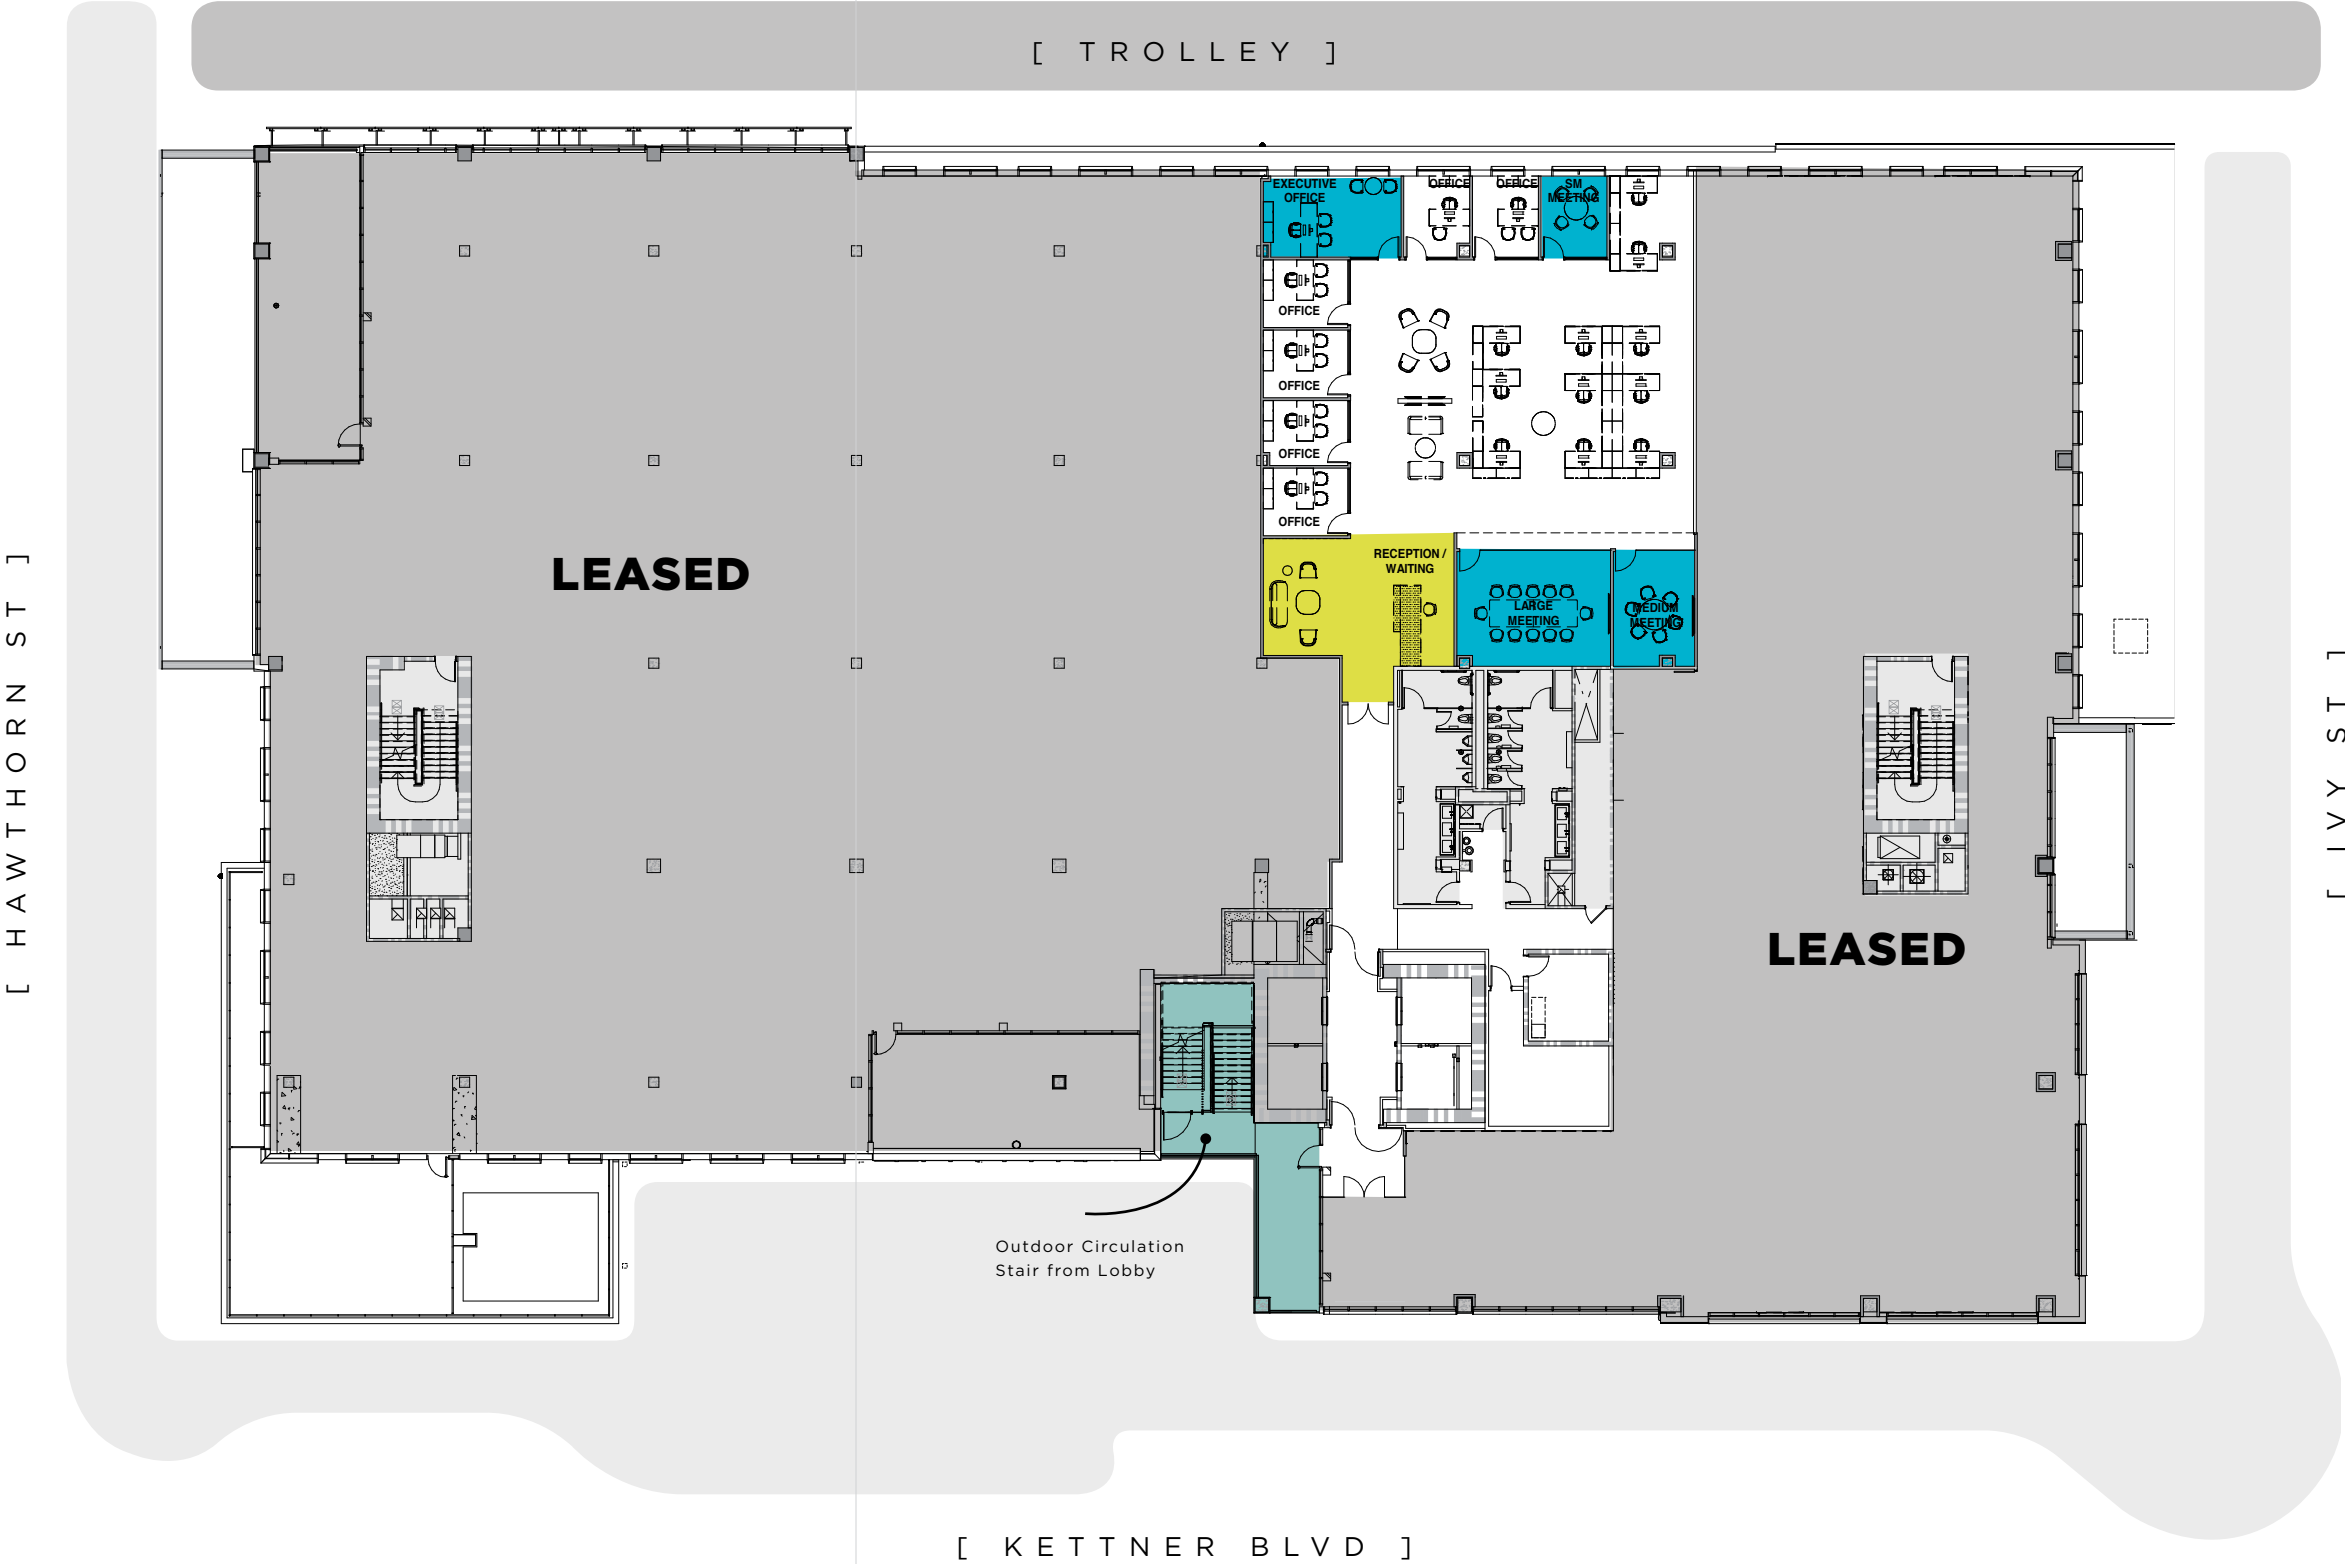 [ TROLLEY ]
EXECUTIVE
OFFICE
OFFICE
OFFICE
SM
MEETING
OFFICE
OFFICE
OFFICE
OFFICE
RECEPTION /
WAITING
LARGE
MEETING
MEDIUM
MEETING
LEASED
LEASED
[ HAWTHORN ST ]
[ IVY ST ]
Outdoor Circulation
Stair from Lobby
[ KETTNER BLVD ]